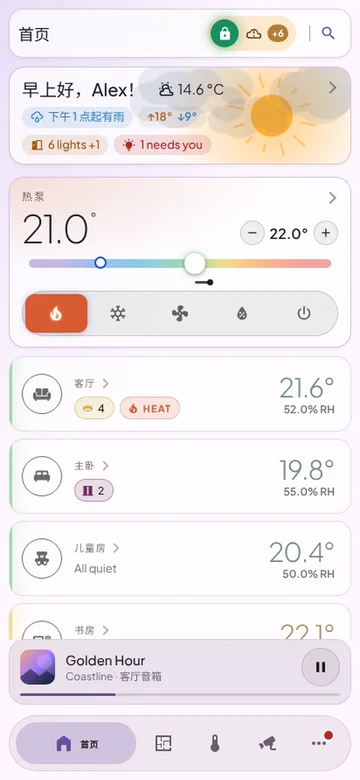 首页
+6
早上好，Alex！
14.6 °C
下午1点起有雨
↑18° ↓9°
6 lights +1
1 needs you
热泵
21.0°
22.0°
客厅
4
HEAT
21.6°
52.0% RH
主卧
2
19.8°
55.0% RH
儿童房
All quiet
20.4°
50.0% RH
书房
22.1°
Golden Hour
Coastline · 客厅音箱
首页